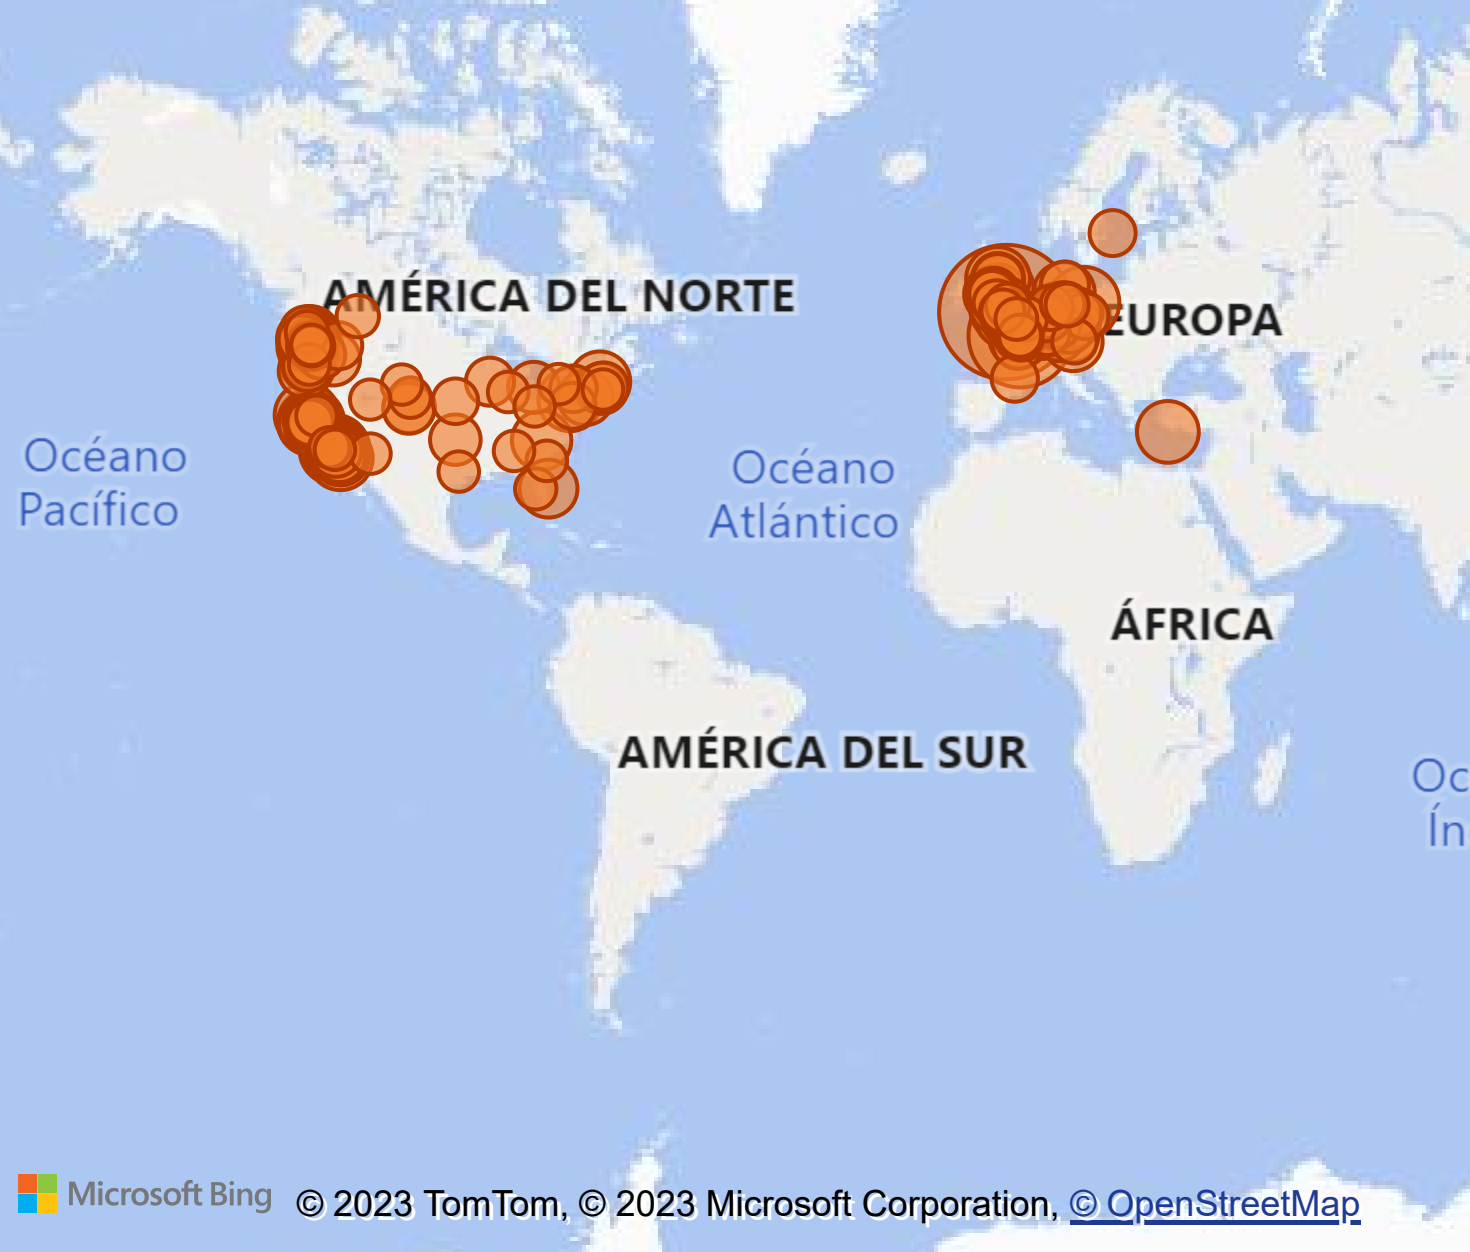 AMÉRICA DEL NORTE
EUROPA
Océano
Pacífico
Océano
Atlántico
ÁFRICA
AMÉRICA DEL SUR
Oc
Ín
Microsoft Bing
© 2023 TomTom, © 2023 Microsoft Corporation, © OpenStreetMap